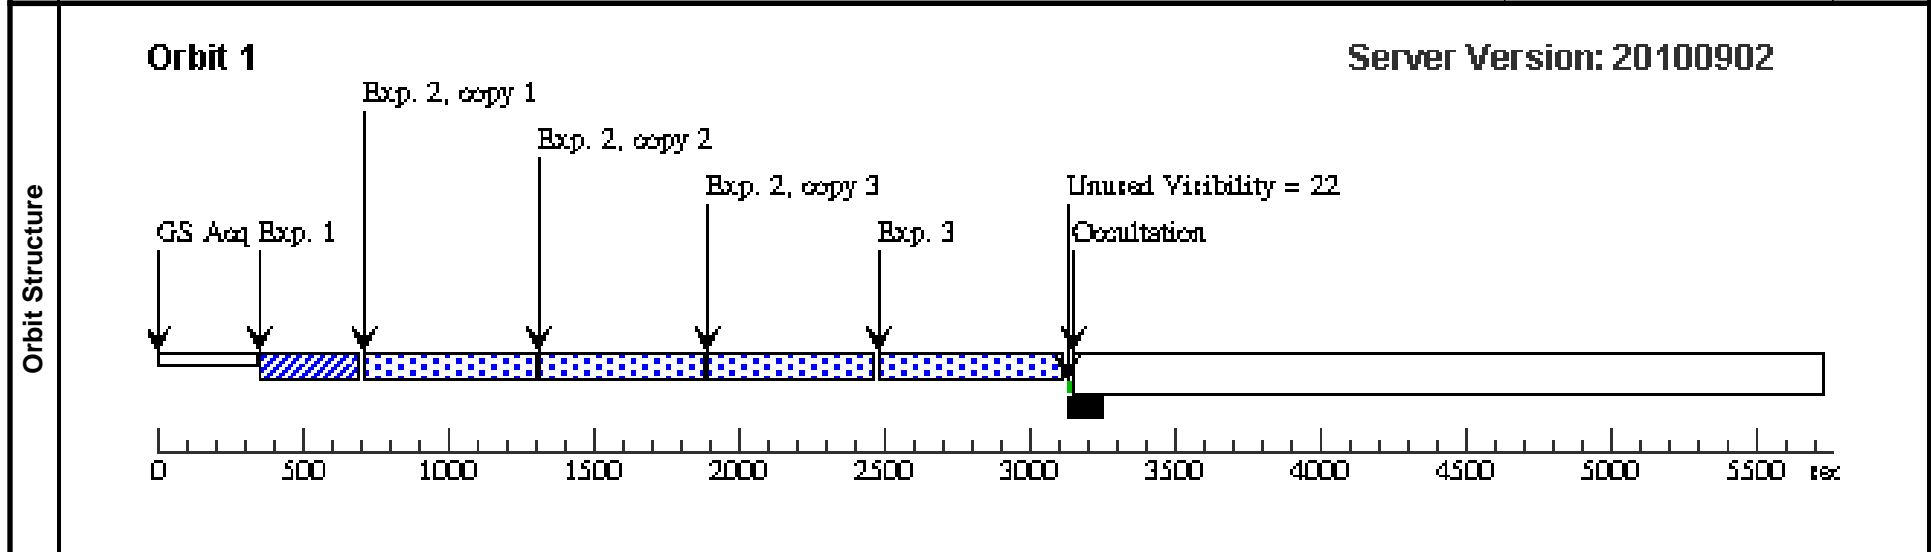 Orbit Structure
Orbit 1
Server Version: 20100902
Exp. 2, copy 1
Exp. 2, copy 2
Exp. 2, copy 3
Unused Visibility = 22
GS Acq
Exp. 1
Exp. 3
Occultation
0 500 1000 1500 2000 2500 3000 3500 4000 4500 5000 5500 sec